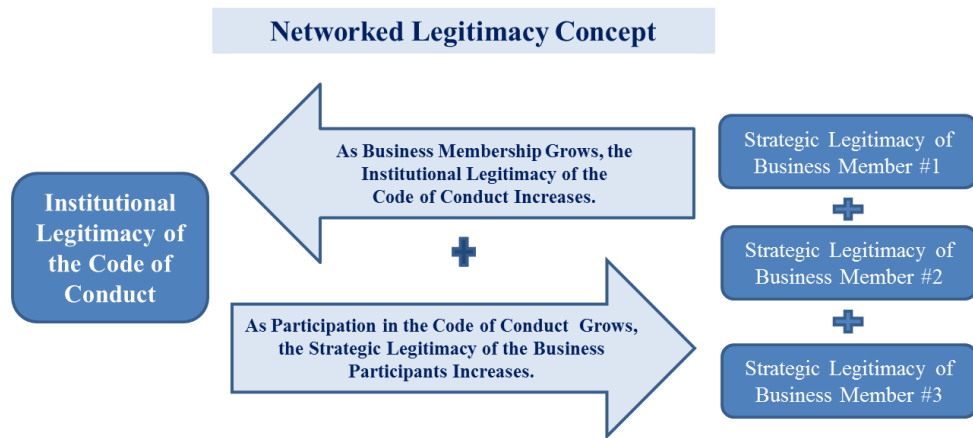 Networked Legitimacy Concept
Institutional
Legitimacy of
the Code of
Conduct
As Business Membership Grows, the
Institutional Legitimacy of the
Code of Conduct Increases.
As Participation in the Code of Conduct Grows,
the Strategic Legitimacy of the Business
Participants Increases.
Strategic Legitimacy of
Business Member #1
Strategic Legitimacy of
Business Member #2
Strategic Legitimacy of
Business Member #3